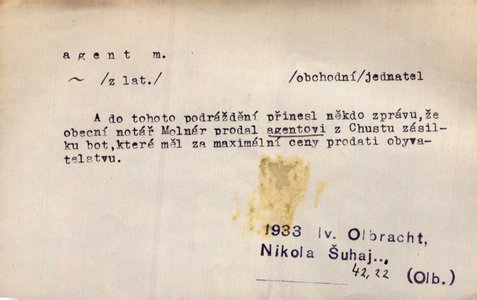 agent m.
~ /z lat./ /obchodní/jednatel
A do tohoto podráždění přinesl někdo zprávu,že
obecní notář Molnér prodal agentovi z Chustu zásil-
ku bot,které měl za maximální ceny prodati obyva-
telstvu.
1933 Iv. Olbracht,
Nikola Šuhaj..,
42,22 (Olb.)